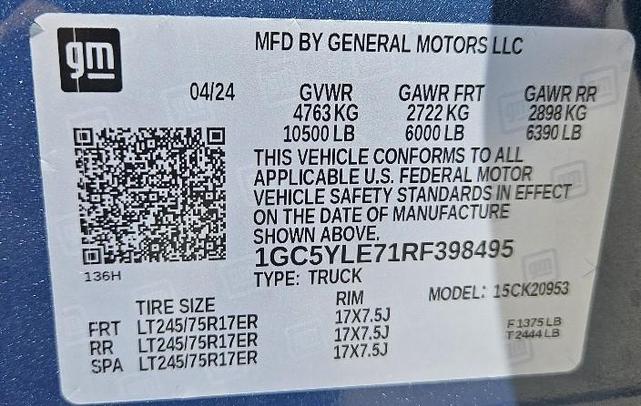 gm
MFD BY GENERAL MOTORS LLC
04/24 GVWR GAWR FRT GAWR RR
4763 KG 2722 KG 2898 KG
10500 LB 6000 LB 6390 LB
THIS VEHICLE CONFORMS TO ALL
APPLICABLE U.S. FEDERAL MOTOR
VEHICLE SAFETY STANDARDS IN EFFECT
ON THE DATE OF MANUFACTURE
SHOWN ABOVE.
1GC5YLE71RF398495
136H
TYPE: TRUCK MODEL: 15CK20953
TIRE SIZE RIM
FRT LT245/75R17ER 17X7.5J F1375 LB
RR LT245/75R17ER 17X7.5J T2444 LB
SPA LT245/75R17ER 17X7.5J